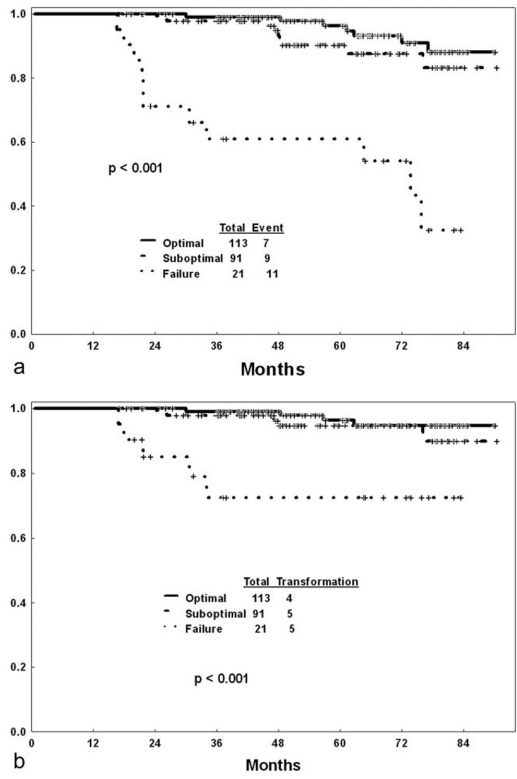 1.0
0.8
0.6
0.4
0.2
0.0
p < 0.001
Total Event
Optimal 113 7
Suboptimal 91 9
Failure 21 11
0 12 24 36 48 60 72 84
a
Months
1.0
0.8
0.6
0.4
0.2
0.0
Total Transformation
Optimal 113 4
Suboptimal 91 5
Failure 21 5
p < 0.001
0 12 24 36 48 60 72 84
b
Months